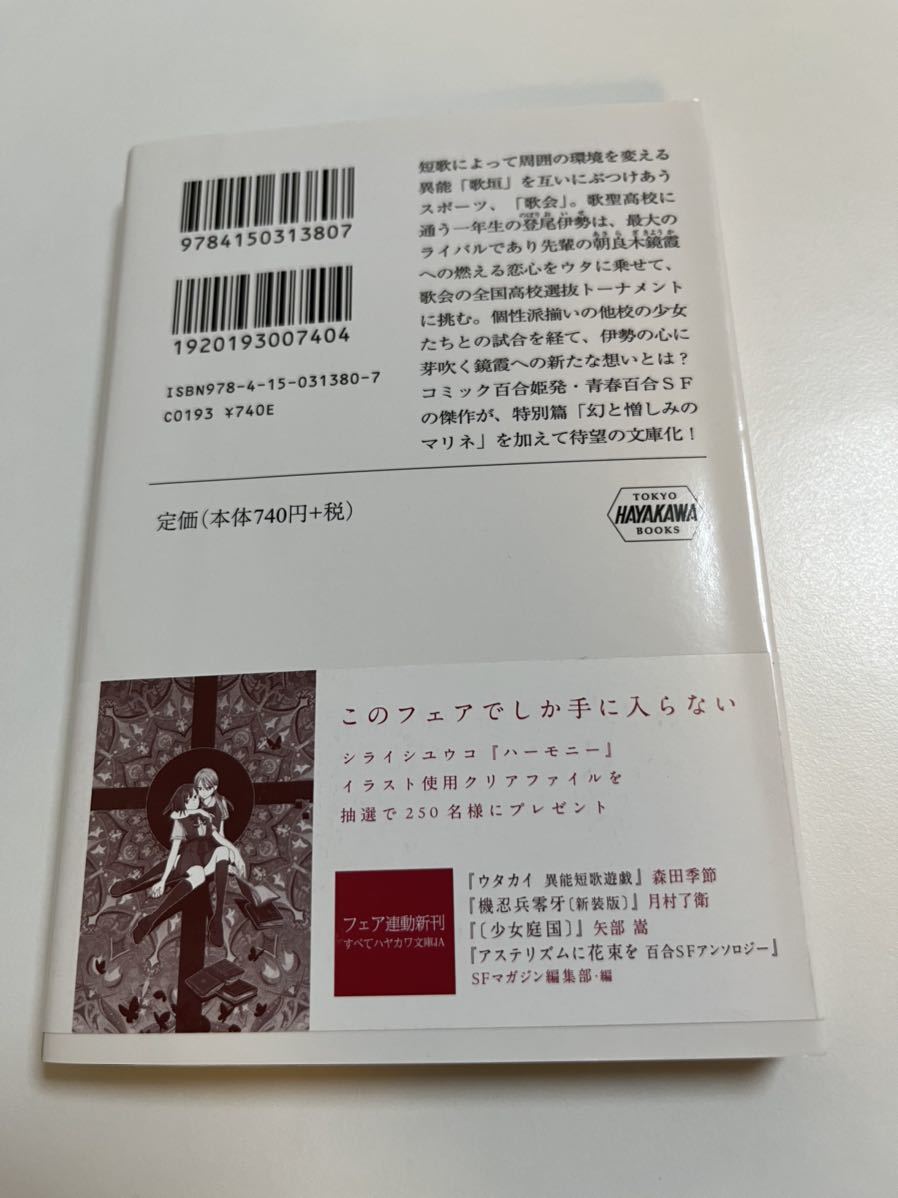 9784150313807
1920193007404
ISBN978-4-15-031380-7
C0193 ¥740E
短歌によって周囲の環境を変える
異能「歌垣」を互いにぶつけあう
スポーツ、「歌会」。歌聖高校に
のぼりお いせ
通う一年生の登尾伊勢は、最大の
あさらぎきょうか
ライバルであり先輩の朝良木鏡霞
への燃える恋心をウタに乗せて、
歌会の全国高校選抜トーナメント
に挑む。個性派揃いの他校の少女
たちとの試合を経て、伊勢の心に
芽吹く鏡霞への新たな想いとは？
コミック百合姫発・青春百合ＳＦ
の傑作が、特別篇「幻と憎しみの
マリネ」を加えて待望の文庫化！
定価（本体740円+税）
TOKYO
HAYAKAWA
BOOKS
このフェアでしか手に入らない
シライシユウコ『ハーモニー』
イラスト使用クリアファイルを
抽選で250名様にプレゼント
フェア連動新刊
すべてハヤカワ文庫JA
『ウタカイ 異能短歌遊戯』 森田季節
『機忍兵零牙〔新装版〕』 月村了衛
『〔少女庭国〕』 矢部 嵩
『アステリズムに花束を 百合SFアンソロジー』
SFマガジン編集部・編